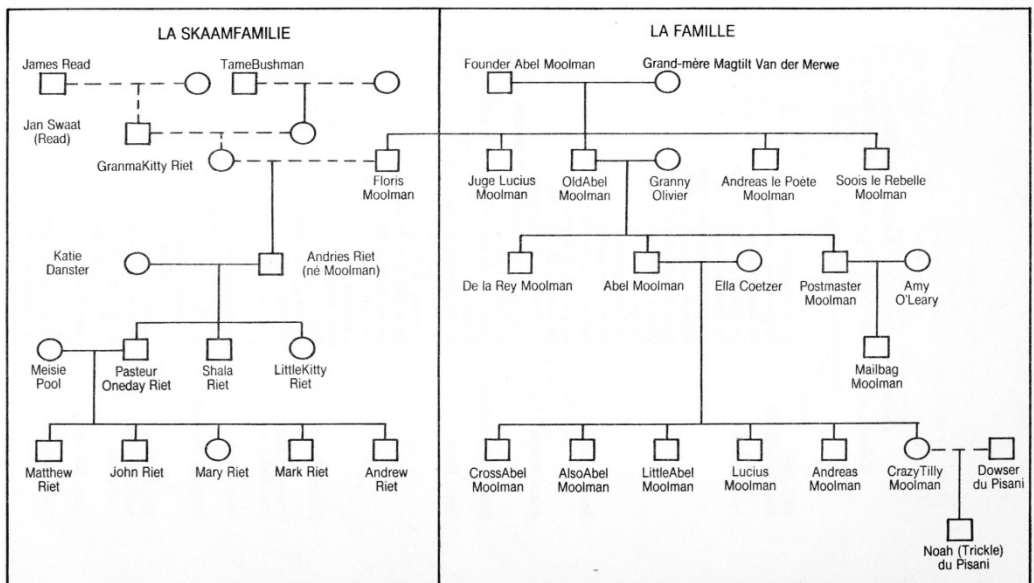 LA SKAAMFAMILIE
James Read
TameBushman
Jan Swaat
(Read)
GranmaKitty Riet
Floris
Moolman
Katie
Danster
Andries Riet
(né Moolman)
Meisie
Pool
Pasteur
Oneday Riet
Shala
Riet
LittleKitty
Riet
Matthew
Riet
John Riet
Mary Riet
Mark Riet
Andrew
Riet
LA FAMILLE
Founder Abel Moolman
Grand-mère Magtilt Van der Merwe
Juge Lucius
Moolman
OldAbel
Moolman
Granny
Olivier
Andreas le Poète
Moolman
Soois le Rebelle
Moolman
De la Rey Moolman
Abel Moolman
Ella Coetzer
Postmaster
Moolman
Amy
O'Leary
Mailbag
Moolman
CrossAbel
Moolman
AlsoAbel
Moolman
LittleAbel
Moolman
Lucius
Moolman
Andreas
Moolman
CrazyTilly
Moolman
Dowser
du Pisani
Noah (Trickle)
du Pisani